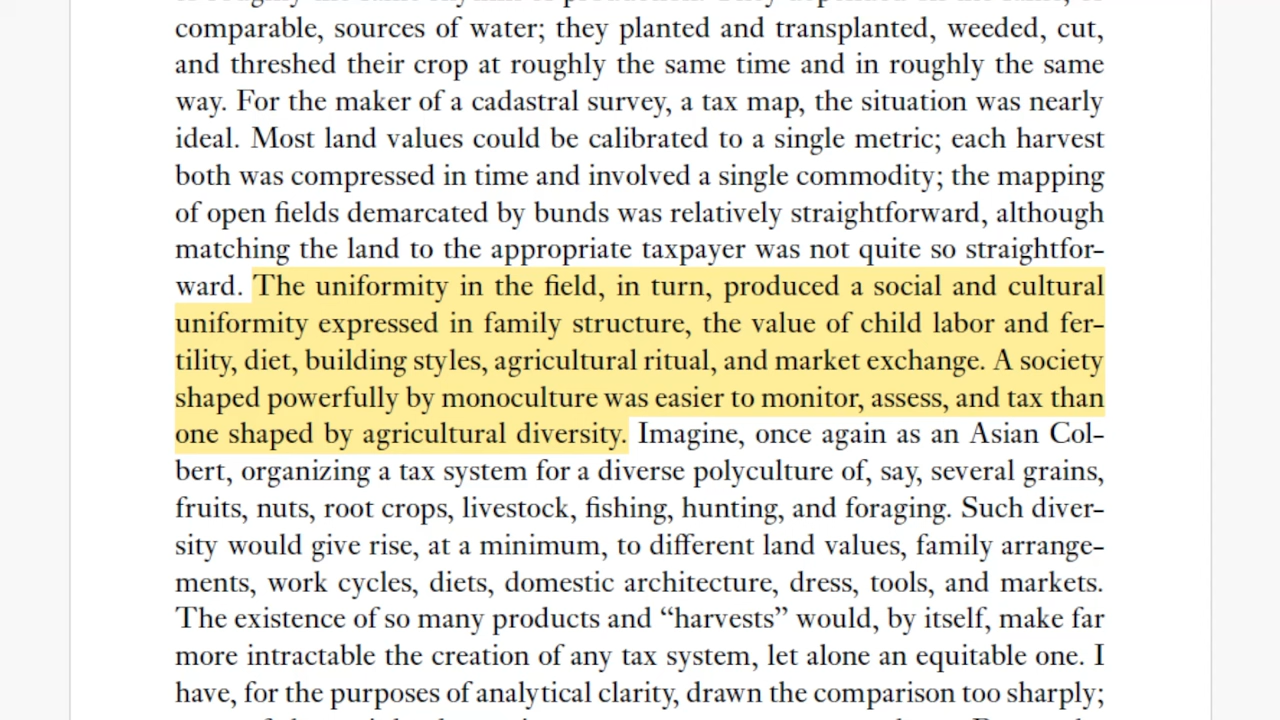 comparable, sources of water; they planted and transplanted, weeded, cut,
and threshed their crop at roughly the same time and in roughly the same
way. For the maker of a cadastral survey, a tax map, the situation was nearly
ideal. Most land values could be calibrated to a single metric; each harvest
both was compressed in time and involved a single commodity; the mapping
of open fields demarcated by bunds was relatively straightforward, although
matching the land to the appropriate taxpayer was not quite so straightfor-
ward. The uniformity in the field, in turn, produced a social and cultural
uniformity expressed in family structure, the value of child labor and fer-
tility, diet, building styles, agricultural ritual, and market exchange. A society
shaped powerfully by monoculture was easier to monitor, assess, and tax than
one shaped by agricultural diversity. Imagine, once again as an Asian Col-
bert, organizing a tax system for a diverse polyculture of, say, several grains,
fruits, nuts, root crops, livestock, fishing, hunting, and foraging. Such diver-
sity would give rise, at a minimum, to different land values, family arrange-
ments, work cycles, diets, domestic architecture, dress, tools, and markets.
The existence of so many products and “harvests” would, by itself, make far
more intractable the creation of any tax system, let alone an equitable one. I
have, for the purposes of analytical clarity, drawn the comparison too sharply;